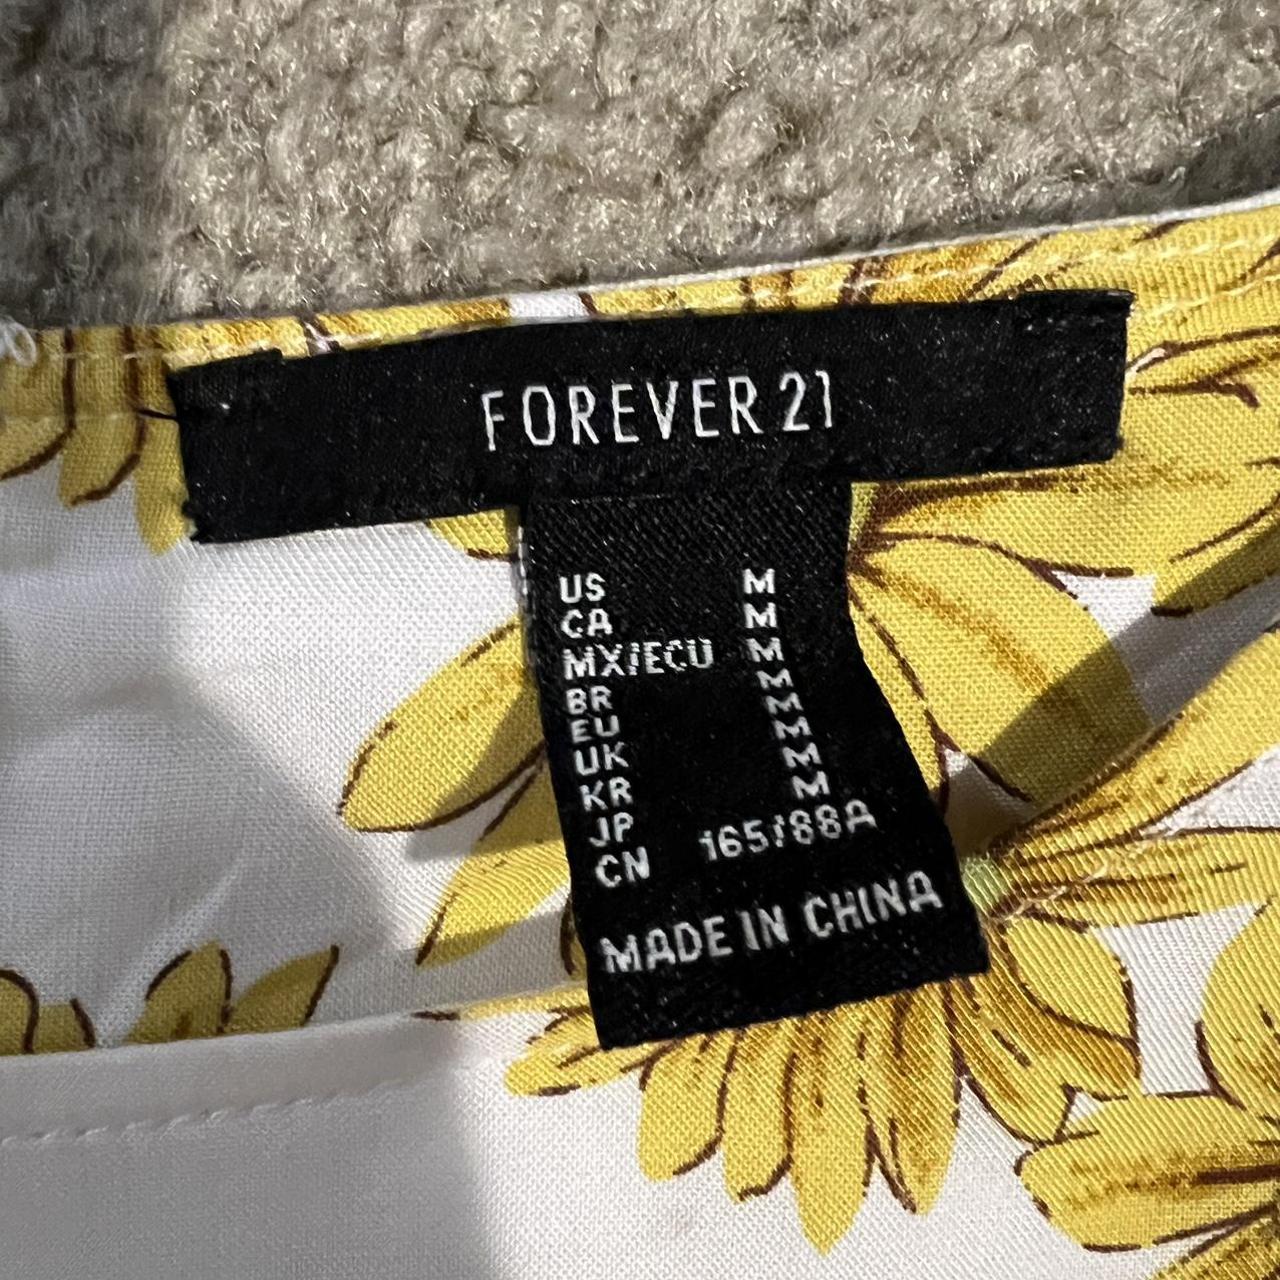 FOREVER 21
US M
CA M
MX/ECU M
BR M
EU M
UK M
KR M
JP
CN 165/88A
MADE IN CHINA